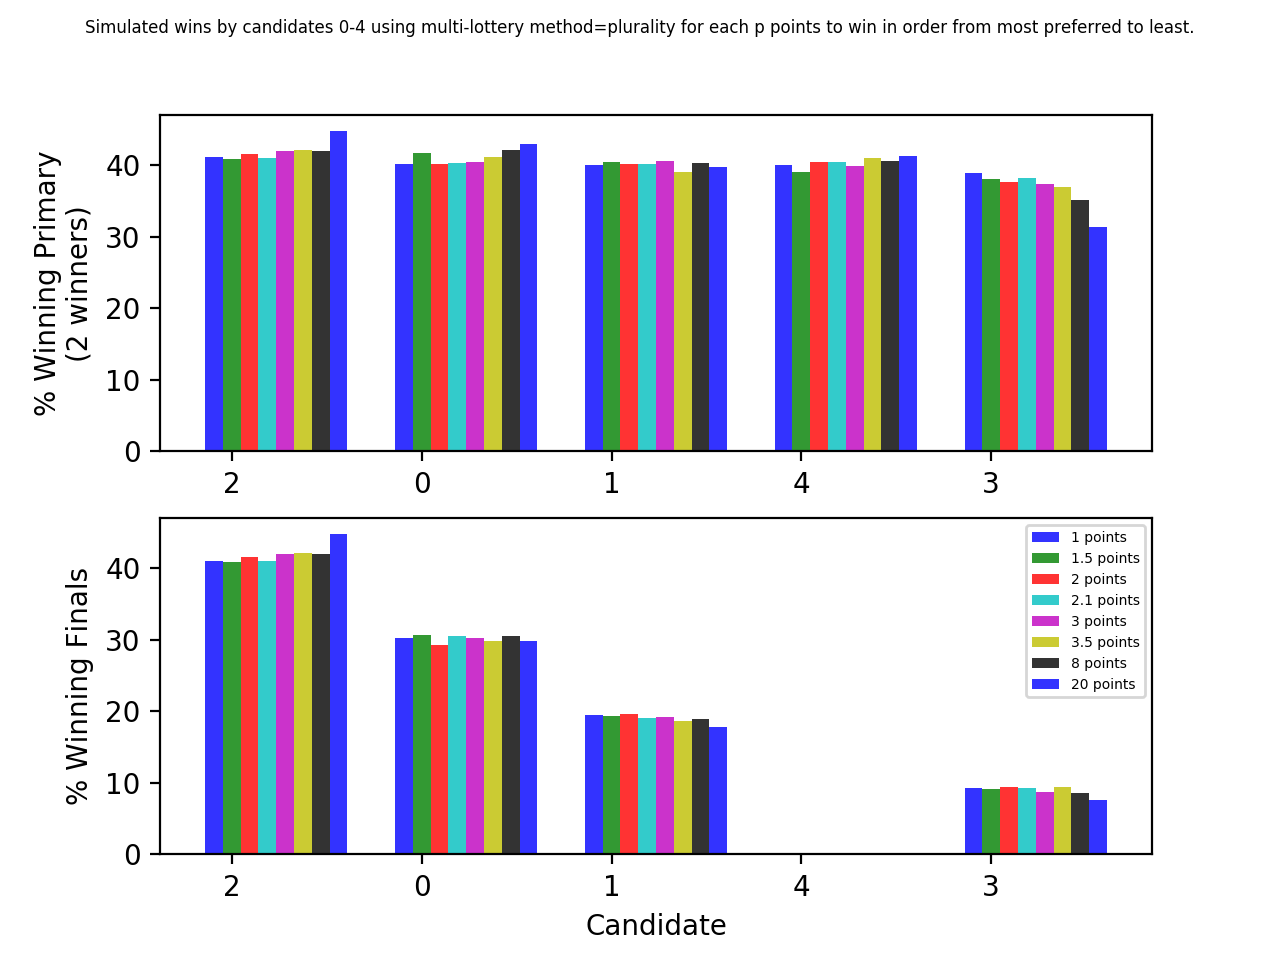 Simulated wins by candidates 0-4 using multi-lottery method=plurality for each p points to win in order from most preferred to least.
% Winning Primary
(2 winners)
40
30
20
10
0
2 0 1 4 3
% Winning Finals
40
30
20
10
0
1 points
1.5 points
2 points
2.1 points
3 points
3.5 points
8 points
20 points
2 0 1 4 3
Candidate